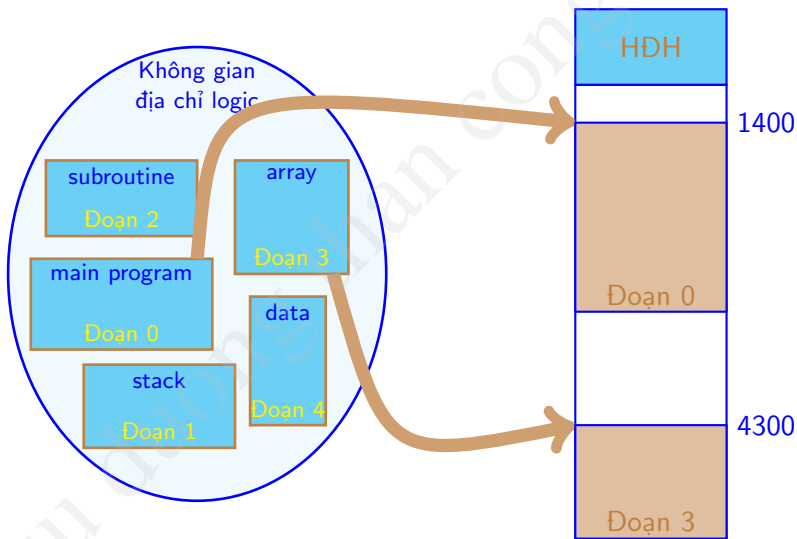 Không gian
địa chỉ logic
subroutine
Đoạn 2
array
Đoạn 3
main program
Đoạn 0
data
Đoạn 4
stack
Đoạn 1
HĐH
1400
Đoạn 0
4300
Đoạn 3